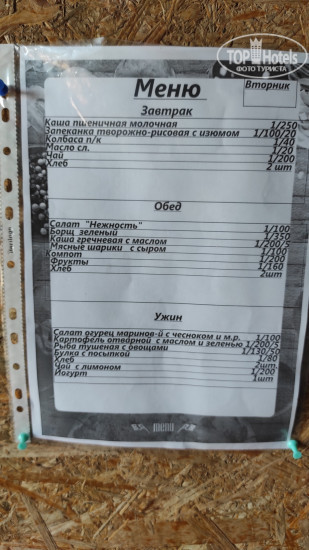 TOP Hotels
ФОТО ТУРИСТА
Меню
Вторник
Завтрак
Каша пшеничная молочная 1/250
Запеканка творожно-рисовая с изюмом 1/100/20
Колбаса п/к 1/40
Масло сл. 1/20
Чай 1/200
Хлеб 2 шт
Обед
Салат "Нежность" 1/100
Борщ зеленый 1/250
Каша гречневая с маслом 1/200/5
Мясные шарики с сыром 1/100
Компот 1/200
Фрукты 1/160
Хлеб 2шт
Ужин
Салат огурец маринов-й с чесноком и м.р. 1/100
Картофель отварной с маслом и зеленью 1/200/5
Рыба тушеная с овощами 1/130/50
Булка с посыпкой 1/80
Хлеб 2шт.
Чай с лимоном 1/200
Йогурт 1шт
MENU